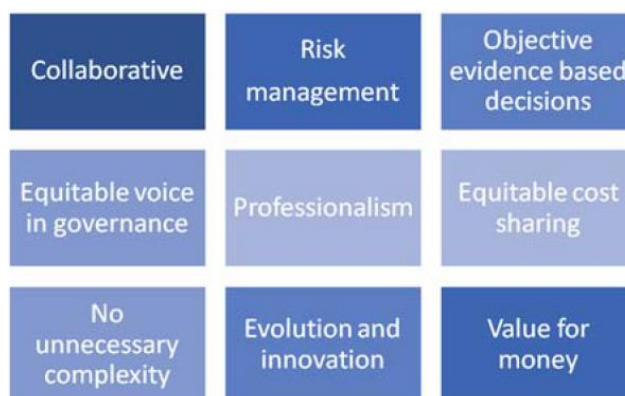 Collaborative
Risk
management
Objective
evidence based
decisions
Equitable voice
in governance
Professionalism
Equitable cost
sharing
No
unnecessary
complexity
Evolution and
innovation
Value for
money